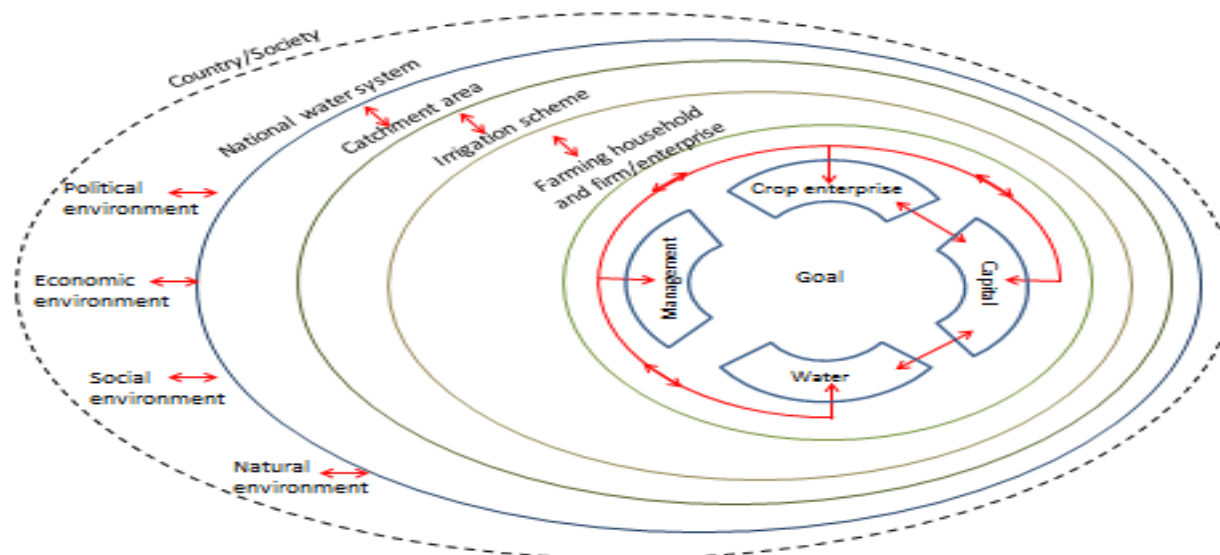 Country/Society
National water system
Catchment area
Irrigation scheme
Farming household
and firm/enterprise
Political
environment
Economic
environment
Social
environment
Natural
environment
Crop enterprise
Management
Goal
Capital
Water